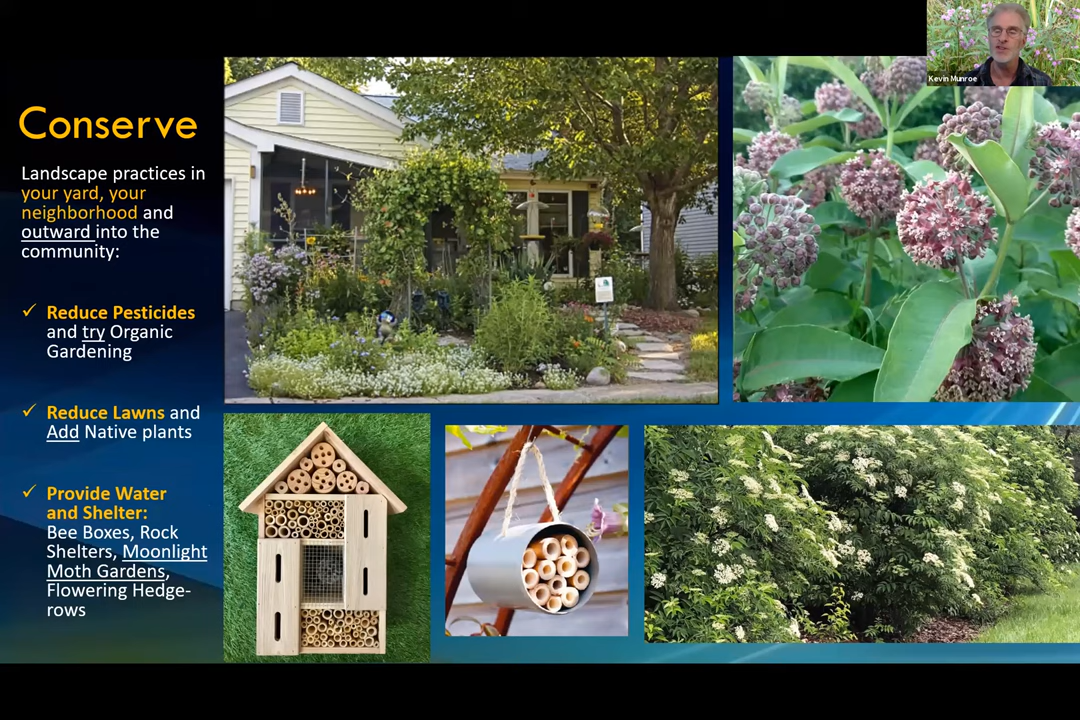 Kevin Munroe
Conserve
Landscape practices in
your yard, your
neighborhood and
outward into the
community:
✓ Reduce Pesticides
and try Organic
Gardening
✓ Reduce Lawns and
Add Native plants
✓ Provide Water
and Shelter:
Bee Boxes, Rock
Shelters, Moonlight
Moth Gardens,
Flowering Hedge-
rows